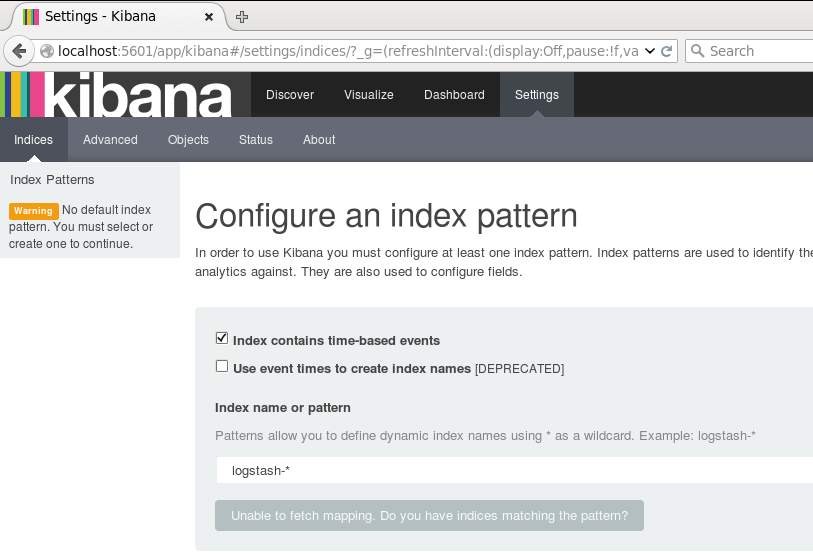 Settings - Kibana
localhost:5601/app/kibana#/settings/indices/?_g=(refreshInterval:(display:Off,pause:!f,va
Search
kibana
Discover Visualize Dashboard Settings
Indices Advanced Objects Status About
Index Patterns
Warning No default index
pattern. You must select or
create one to continue.
Configure an index pattern
In order to use Kibana you must configure at least one index pattern. Index patterns are used to identify the
analytics against. They are also used to configure fields.
Index contains time-based events
Use event times to create index names [DEPRECATED]
Index name or pattern
Patterns allow you to define dynamic index names using * as a wildcard. Example: logstash-*
logstash-*
Unable to fetch mapping. Do you have indices matching the pattern?